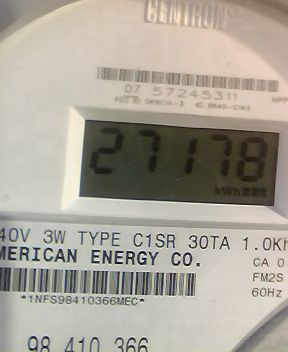 CENTRON®
07 57245311
27178
kWh
40V 3W TYPE C1SR 30TA 1.0Kh
MERICAN ENERGY CO.
CA 0.
FM2S
*1NFS98410366MEC*
60Hz
98 410 366